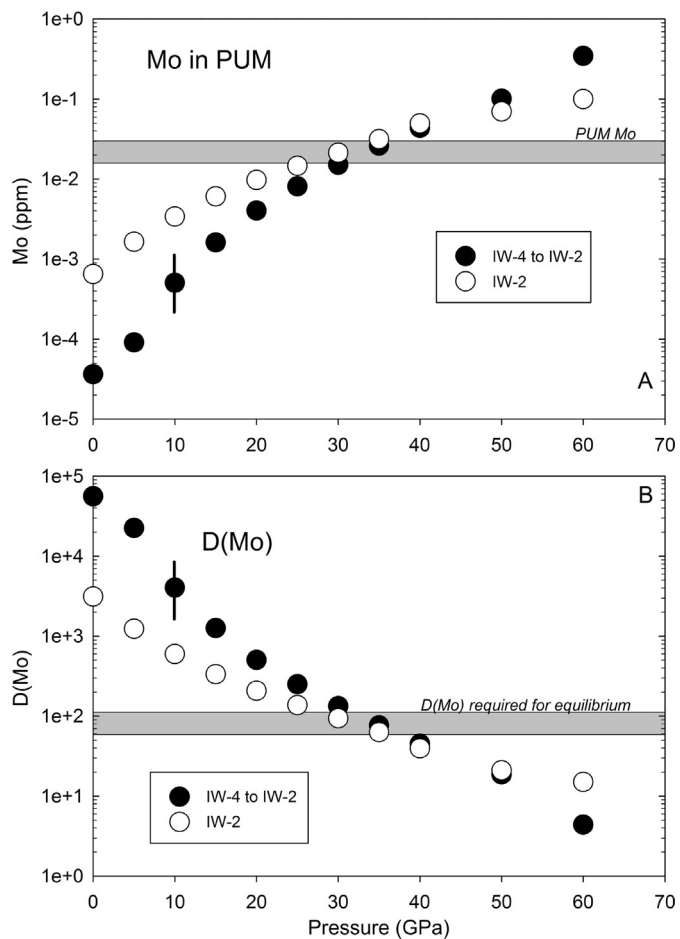 1e+0
Mo in PUM
1e-1
PUM Mo
1e-2
Mo (ppm)
IW-4 to IW-2
1e-3
IW-2
1e-4
A
1e-5
0 10 20 30 40 50 60 70
1e+5
B
D(Mo)
1e+4
1e+3
D(Mo)
D(Mo) required for equilibrium
1e+2
IW-4 to IW-2
1e+1
IW-2
1e+0
0 10 20 30 40 50 60 70
Pressure (GPa)